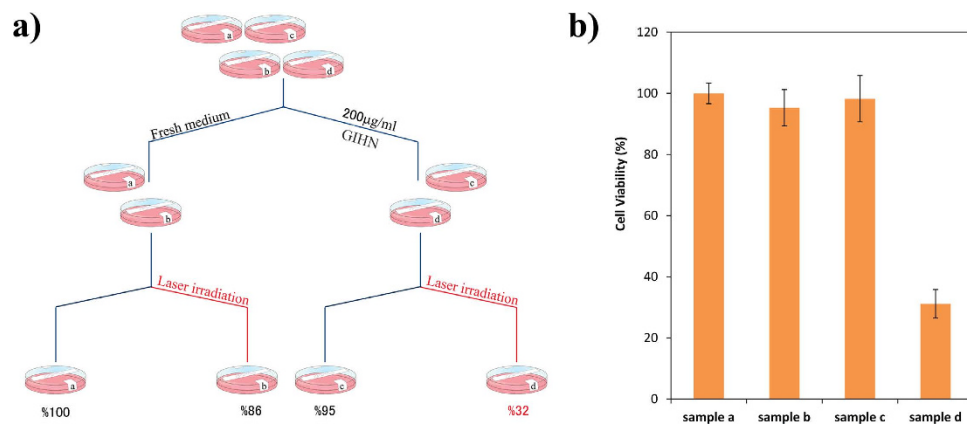 a)
a
c
b
d
Fresh medium
200µg/ml
GIHN
a
c
b
d
Laser irradiation
Laser irradiation
a
b
c
d
%100
%86
%95
%32
b)
120
100
80
60
40
20
0
Cell Viability (%)
sample a
sample b
sample c
sample d